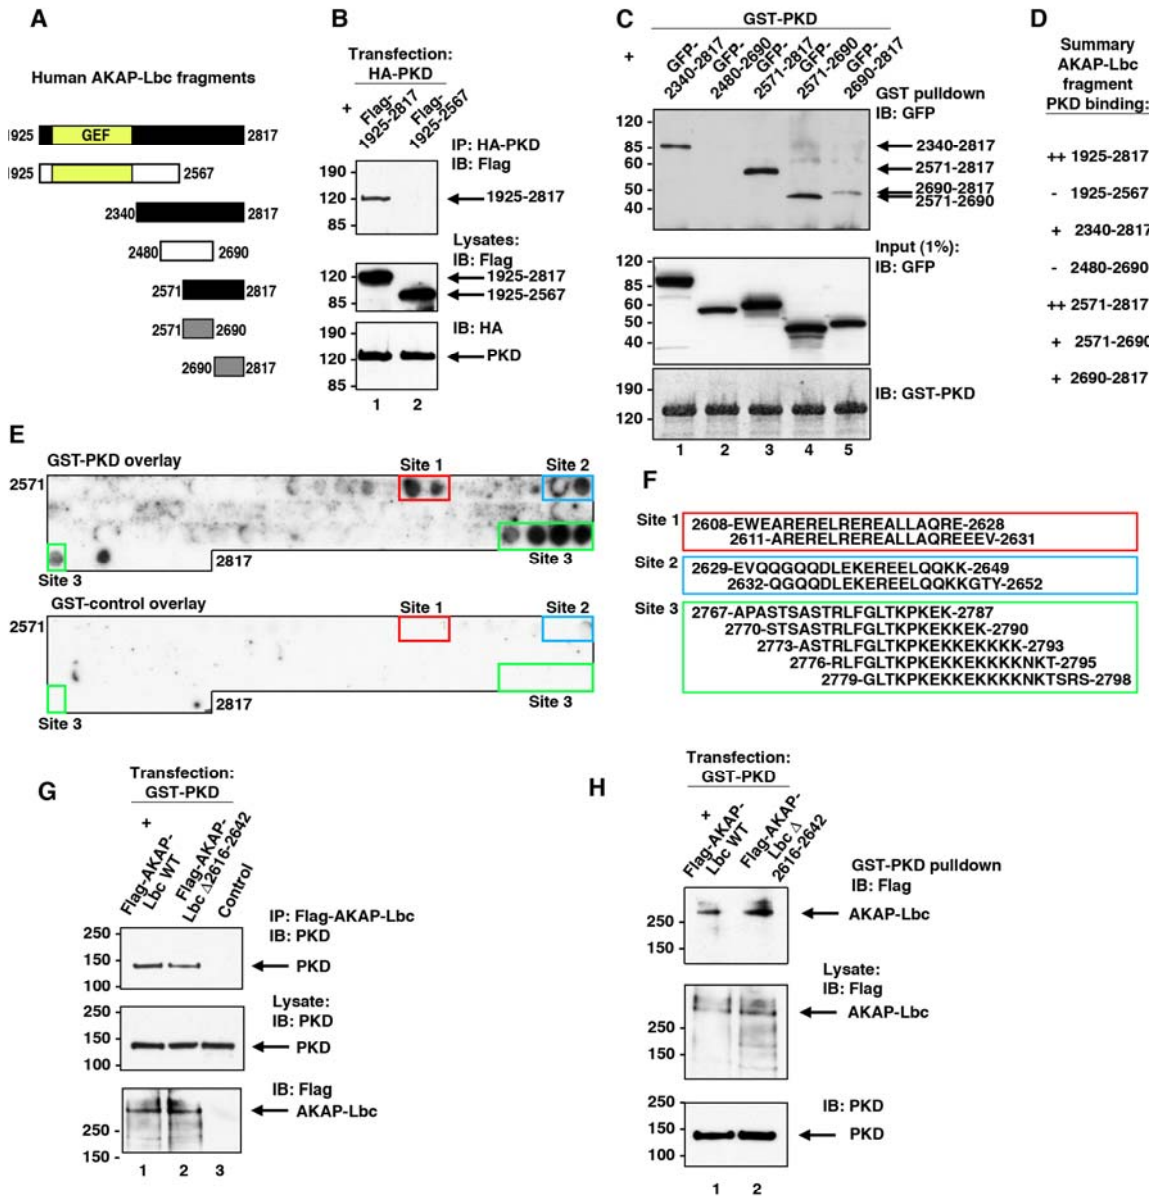 A
Human AKAP-Lbc fragments
1925 GEF 2817
1925 2567
2340 2817
2480 2690
2571 2817
2571 2690
2690 2817
B
Transfection:
HA-PKD
+
Flag-
1925-2817
Flag-
1925-2567
IP: HA-PKD
IB: Flag
190
120
85
1925-2817
Lysates:
IB: Flag
120
85
1925-2817
1925-2567
IB: HA
190
120
85
PKD
1 2
C
GST-PKD
+
GFP-
2340-2817
GFP-
2480-2690
GFP-
2571-2817
GFP-
2571-2690
GFP-
2690-2817
GST pulldown
IB: GFP
120
85
60
50
40
2340-2817
2571-2817
2690-2817
2571-2690
Input (1%):
IB: GFP
120
85
60
50
40
190
120
IB: GST-PKD
1 2 3 4 5
D
Summary
AKAP-Lbc
fragment
PKD binding:
++ 1925-2817
- 1925-2567
+ 2340-2817
- 2480-2690
++ 2571-2817
+ 2571-2690
+ 2690-2817
E
GST-PKD overlay
Site 1 Site 2
2571
2817
Site 3
Site 3
GST-control overlay
Site 1 Site 2
2571
2817
Site 3
Site 3
F
Site 1
2608-EWEARERELREREALLAQRE-2628
2611-ARERELREREALLAQREEEV-2631
Site 2
2629-EVQQGQQDLEKEREELQQKK-2649
2632-QGQQDLEKEREELQQKKGTY-2652
Site 3
2767-APASTSASTRLFGLTKPKEK-2787
2770-STSASTRLFGLTKPKEKKEK-2790
2773-ASTRLFGLTKPKEKKEKKKK-2793
2776-RLFGLTKPKEKKEKKKKNKT-2795
2779-GLTKPKEKKEKKKKNKTSRS-2798
G
Transfection:
GST-PKD
+
Flag-AKAP-
Lbc WT
Flag-AKAP-
Lbc Δ2616-2642
Control
IP: Flag-AKAP-Lbc
IB: PKD
250
150
100
PKD
Lysate:
IB: PKD
250
150
100
PKD
IB: Flag
AKAP-Lbc
250
150
1 2 3
H
Transfection:
GST-PKD
+
Flag-AKAP-
Lbc WT
Flag-AKAP-
Lbc Δ
2616-2642
GST-PKD pulldown
IB: Flag
AKAP-Lbc
250
150
Lysate:
IB: Flag
AKAP-Lbc
250
150
IB: PKD
250
150
100
PKD
1 2